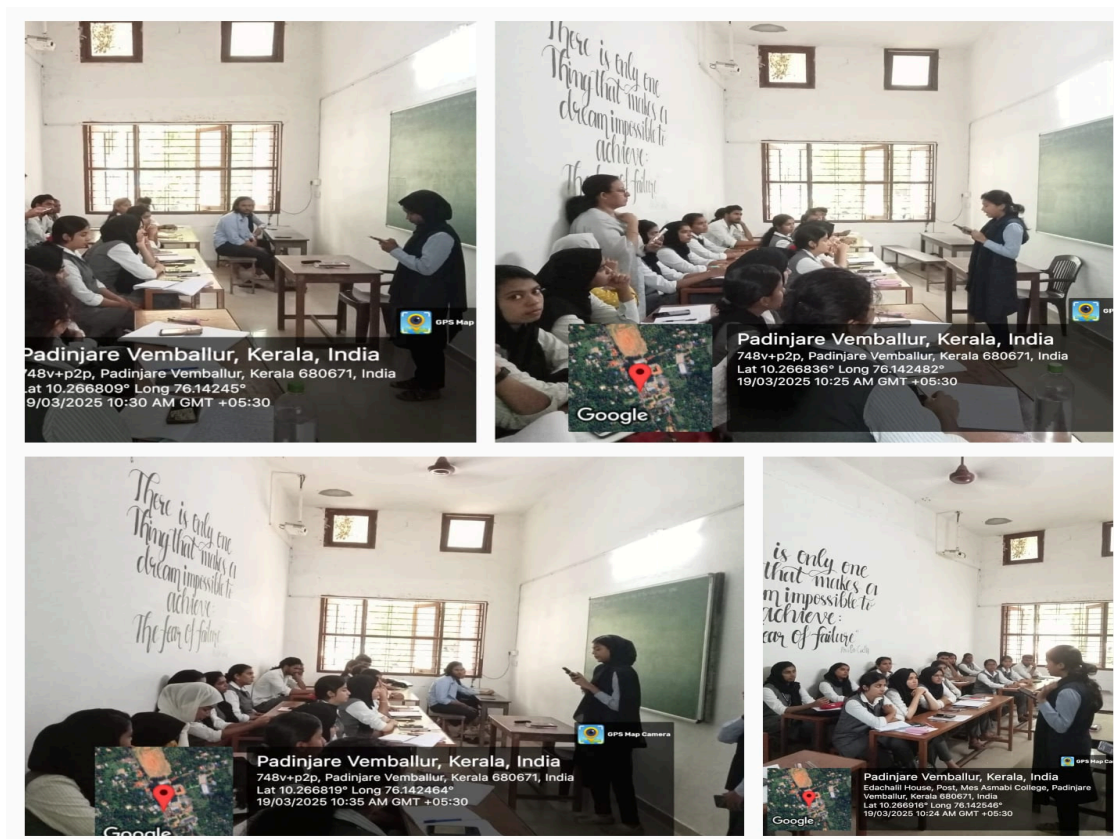 GPS Map
Padinjare Vemballur, Kerala, India
748v+p2p, Padinjare Vemballur, Kerala 680671, India
Lat 10.266809° Long 76.14245°
9/03/2025 10:30 AM GMT +05:30
There is only one
Thing that makes a
dream impossible to
achieve:
The fear of failure
GP
Google
Padinjare Vemballur, Kerala, India
748v+p2p, Padinjare Vemballur, Kerala 680671, India
Lat 10.266836° Long 76.142482°
19/03/2025 10:25 AM GMT +05:30
There is only one
Thing that makes a
dream impossible to
achieve:
The fear of failure
GPS Map Camera
Google
Padinjare Vemballur, Kerala, India
748v+p2p, Padinjare Vemballur, Kerala 680671, India
Lat 10.266819° Long 76.142464°
19/03/2025 10:35 AM GMT +05:30
is only one
that makes a
m impossible to
achieve:
ear of failure
GPS Map Ca
Google
Padinjare Vemballur, Kerala, India
Edachalil House, Post, Mes Asmabi College, Padinjare
Vemballur, Kerala 680671, India
Lat 10.266916° Long 76.142546°
19/03/2025 10:24 AM GMT +05:30